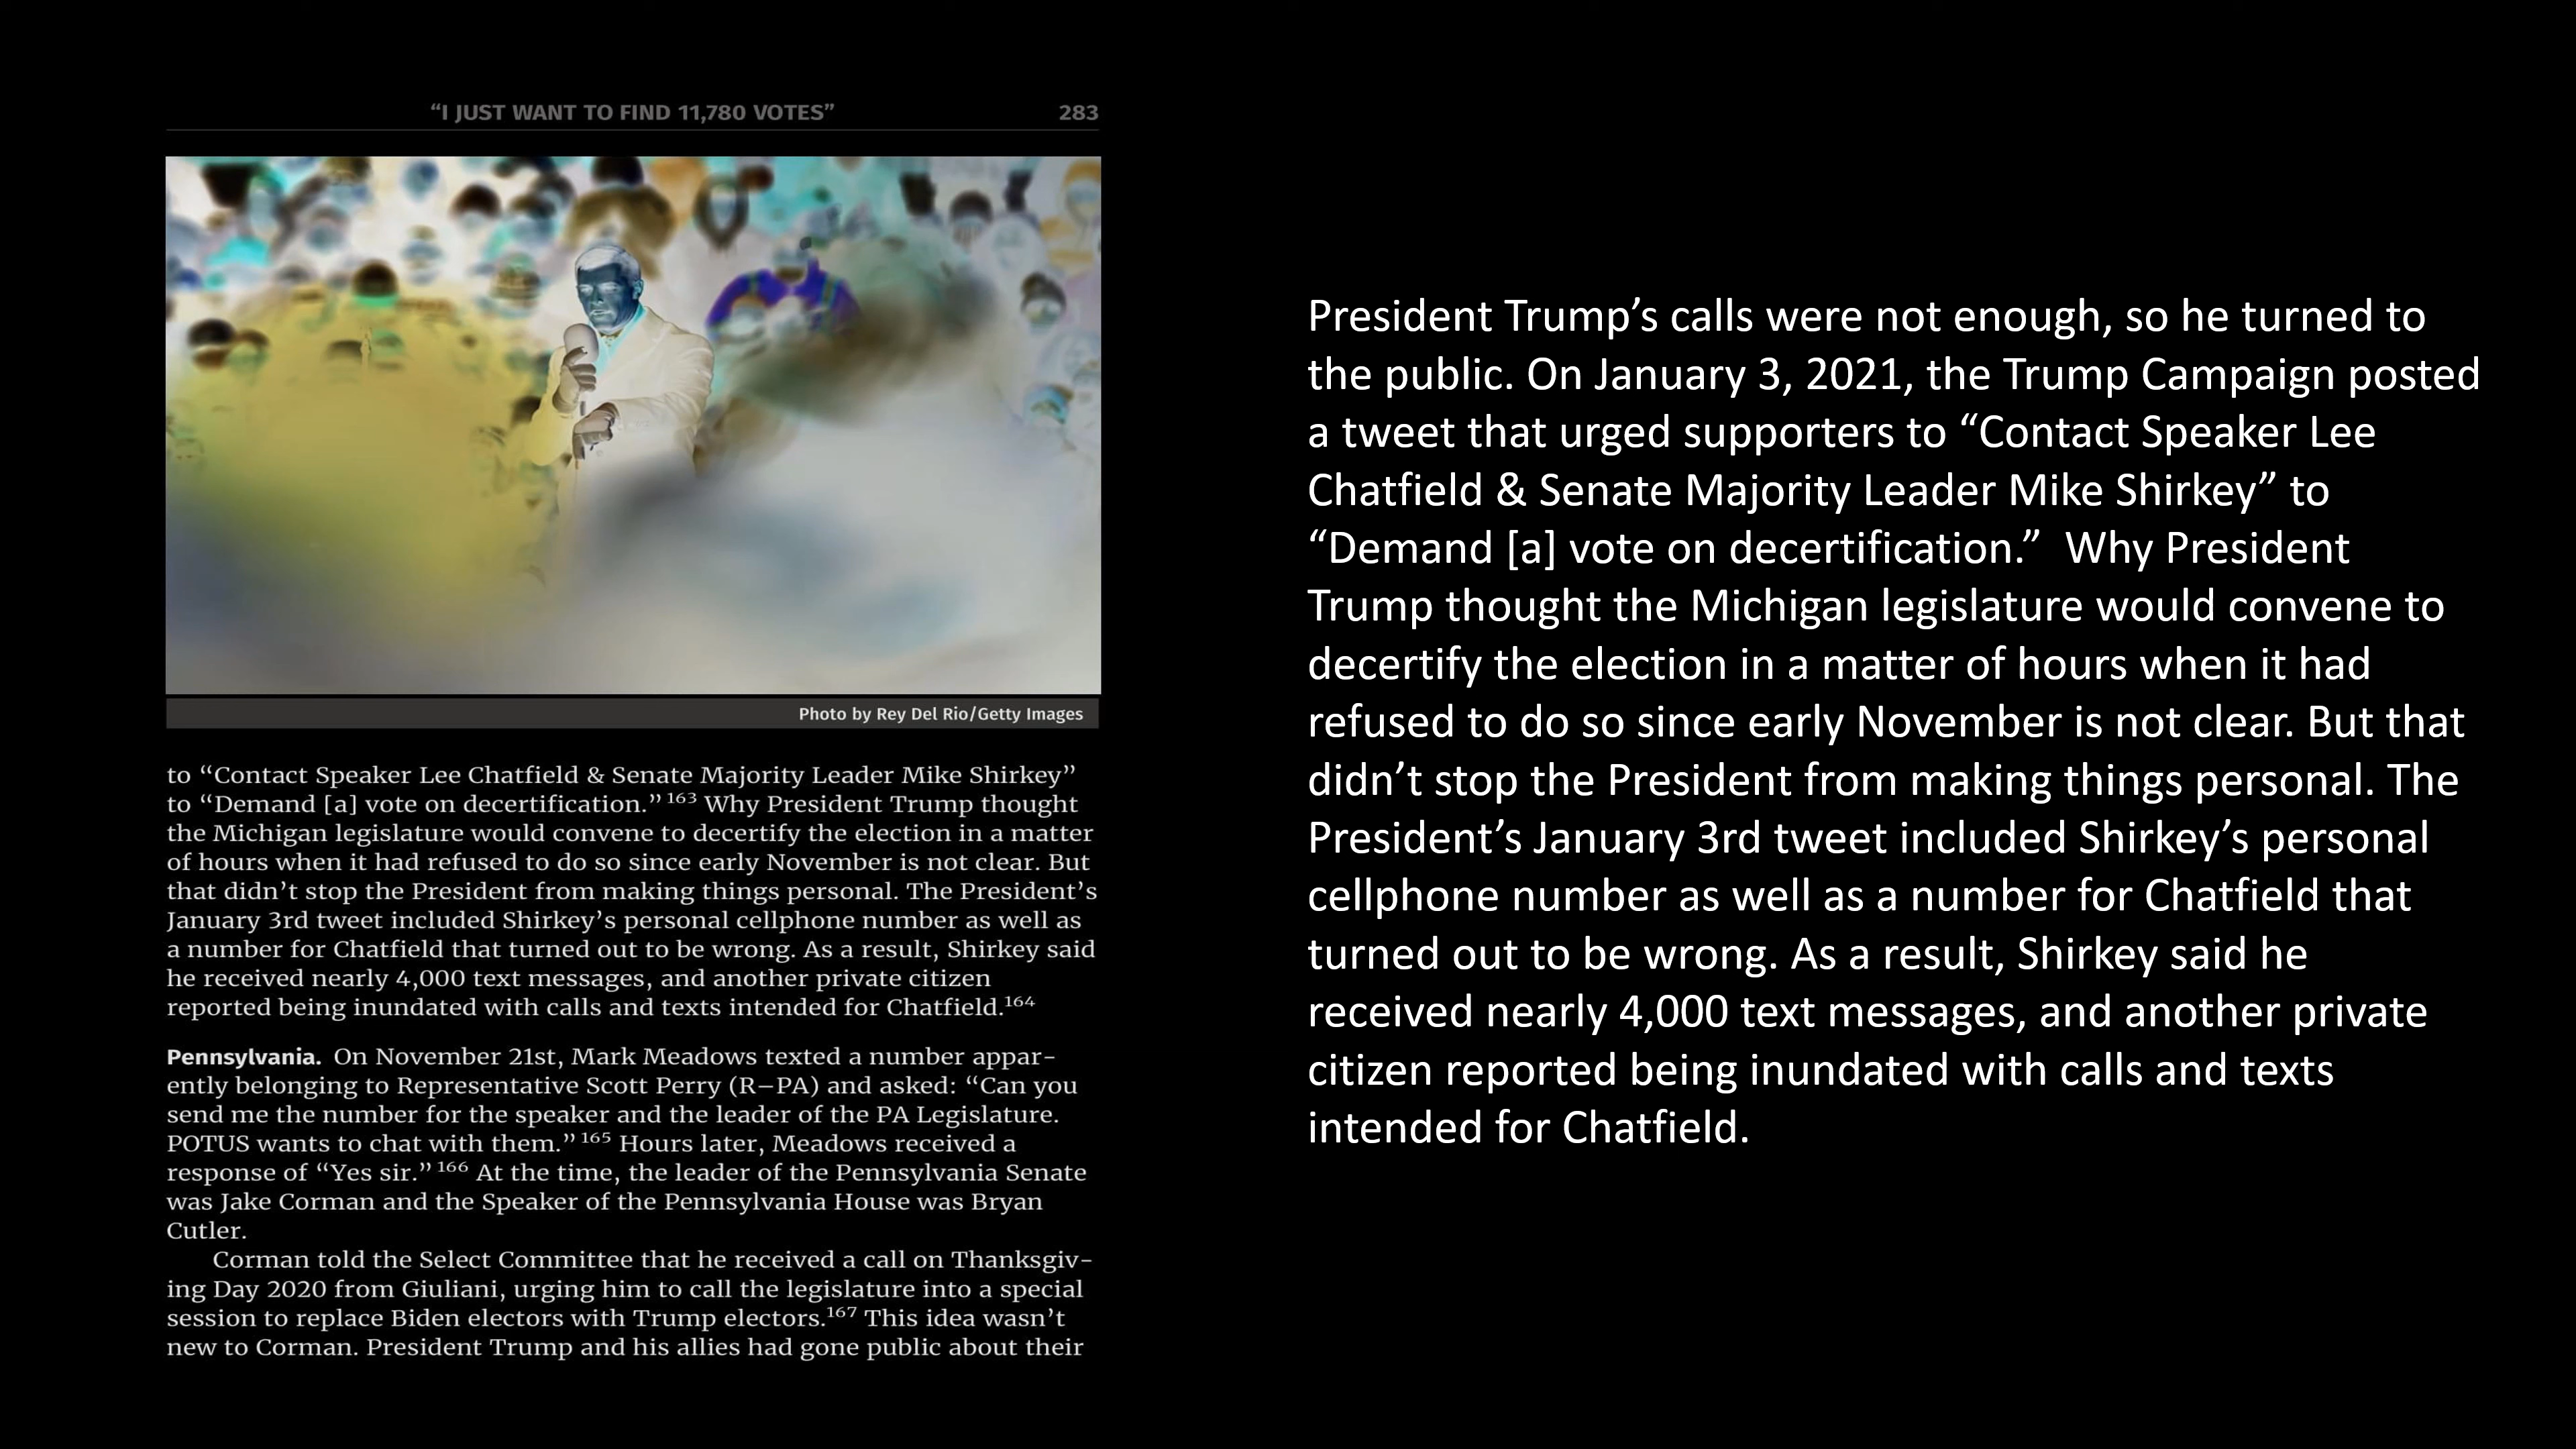 “I JUST WANT TO FIND 11,780 VOTES” 283
Photo by Rey Del Rio/Getty Images
to “Contact Speaker Lee Chatfield & Senate Majority Leader Mike Shirkey”
to “Demand [a] vote on decertification.” 163 Why President Trump thought
the Michigan legislature would convene to decertify the election in a matter
of hours when it had refused to do so since early November is not clear. But
that didn’t stop the President from making things personal. The President’s
January 3rd tweet included Shirkey’s personal cellphone number as well as
a number for Chatfield that turned out to be wrong. As a result, Shirkey said
he received nearly 4,000 text messages, and another private citizen
reported being inundated with calls and texts intended for Chatfield.164
Pennsylvania. On November 21st, Mark Meadows texted a number appar-
ently belonging to Representative Scott Perry (R–PA) and asked: “Can you
send me the number for the speaker and the leader of the PA Legislature.
POTUS wants to chat with them.” 165 Hours later, Meadows received a
response of “Yes sir.” 166 At the time, the leader of the Pennsylvania Senate
was Jake Corman and the Speaker of the Pennsylvania House was Bryan
Cutler.
Corman told the Select Committee that he received a call on Thanksgiv-
ing Day 2020 from Giuliani, urging him to call the legislature into a special
session to replace Biden electors with Trump electors.167 This idea wasn’t
new to Corman. President Trump and his allies had gone public about their
President Trump’s calls were not enough, so he turned to
the public. On January 3, 2021, the Trump Campaign posted
a tweet that urged supporters to “Contact Speaker Lee
Chatfield & Senate Majority Leader Mike Shirkey” to
“Demand [a] vote on decertification.”  Why President
Trump thought the Michigan legislature would convene to
decertify the election in a matter of hours when it had
refused to do so since early November is not clear. But that
didn’t stop the President from making things personal. The
President’s January 3rd tweet included Shirkey’s personal
cellphone number as well as a number for Chatfield that
turned out to be wrong. As a result, Shirkey said he
received nearly 4,000 text messages, and another private
citizen reported being inundated with calls and texts
intended for Chatfield.